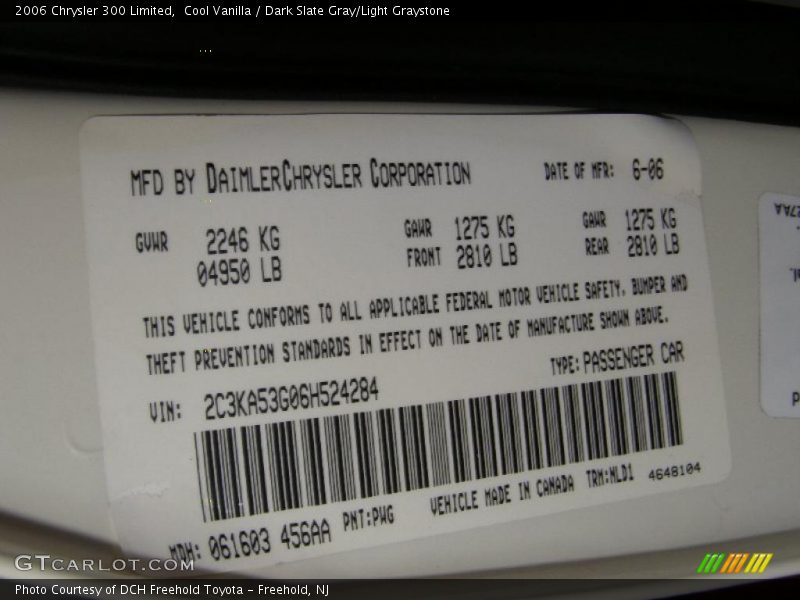 2006 Chrysler 300 Limited, Cool Vanilla / Dark Slate Gray/Light Graystone
MFD BY DAIMLERCHRYSLER CORPORATION DATE OF MFR: 6-06
GVWR 2246 KG GAWR 1275 KG GAWR 1275 KG
04950 LB FRONT 2810 LB REAR 2810 LB
THIS VEHICLE CONFORMS TO ALL APPLICABLE FEDERAL MOTOR VEHICLE SAFETY, BUMPER AND
THEFT PREVENTION STANDARDS IN EFFECT ON THE DATE OF MANUFACTURE SHOWN ABOVE.
VIN: 2C3KA53G06H524284 TYPE: PASSENGER CAR
MDH: 061603 456AA PNT:PWG VEHICLE MADE IN CANADA TRM:MLD1 4648104
GTCARLOT.COM
Photo Courtesy of DCH Freehold Toyota - Freehold, NJ